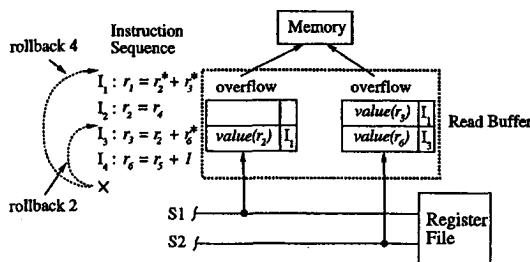 rollback 4
Instruction
Sequence
I1 : r1 = r2* + r3*
I2 : r2 = r4
I3 : r3 = r2 + r6*
I4 : r6 = r5 + 1
×
rollback 2
Memory
overflow
overflow
value(r2) I1
value(r3) I1
value(r6) I3
Read Buffer
S1
S2
Register
File